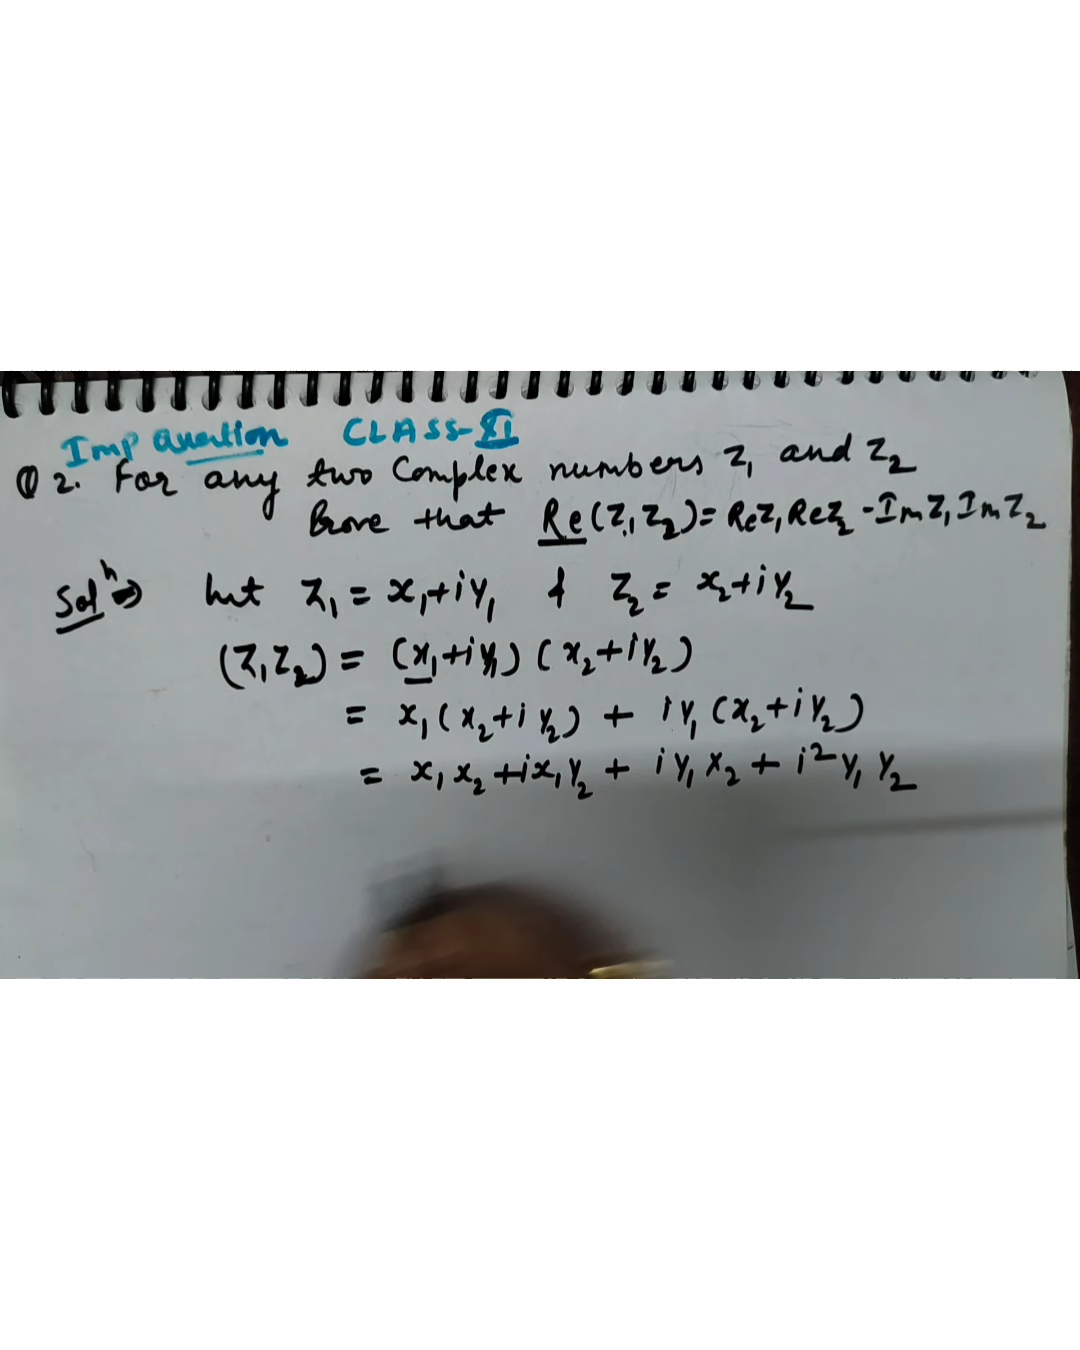 Imp Question CLASS-XI
Q 2. For any two Complex numbers z₁ and z₂
Prove that Re(z₁z₂) = Rez₁Rez₂ - Imz₁Imz₂
Solⁿ ⇒ Let z₁ = x₁+iy₁ & z₂ = x₂+iy₂
(z₁z₂) = (x₁+iy₁) (x₂+iy₂)
= x₁(x₂+iy₂) + iy₁(x₂+iy₂)
= x₁x₂ + ix₁y₂ + iy₁x₂ + i²y₁y₂